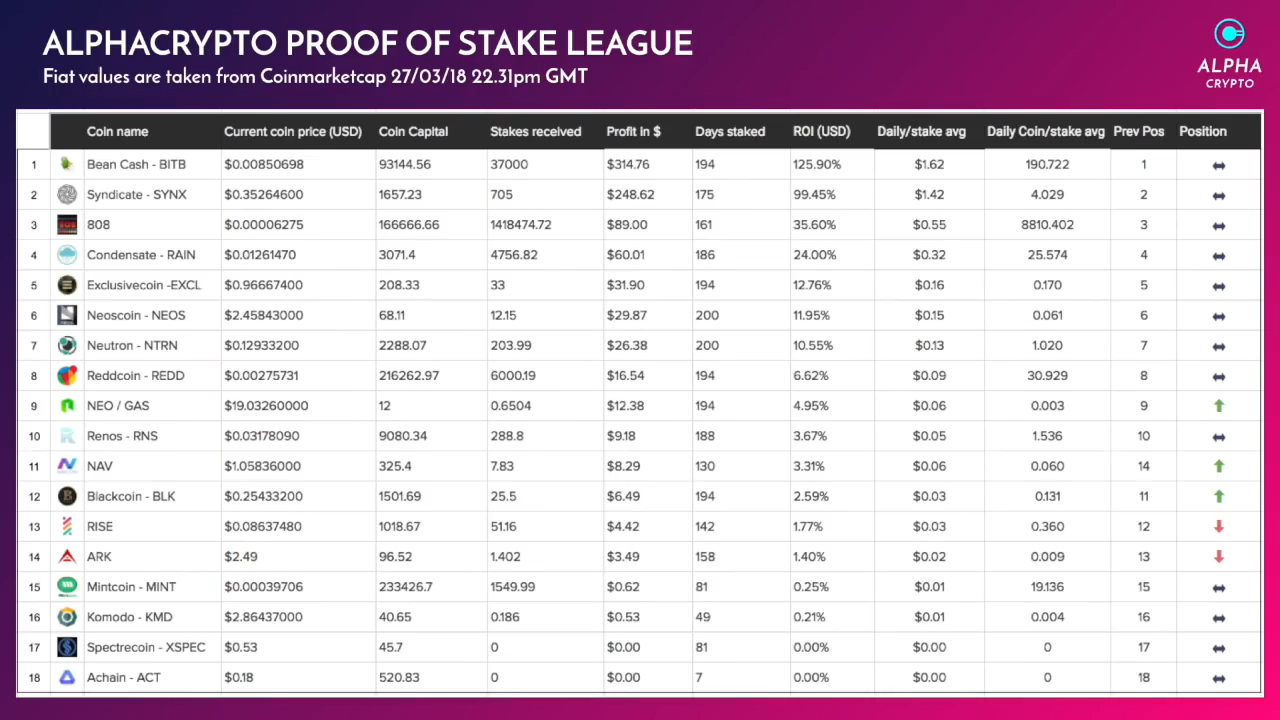 ALPHACRYPTO PROOF OF STAKE LEAGUE
Fiat values are taken from Coinmarketcap 27/03/18 22.31pm GMT
ALPHA
CRYPTO
Coin name Current coin price (USD) Coin Capital Stakes received Profit in $ Days staked ROI (USD) Daily/stake avg Daily Coin/stake avg Prev Pos Position
1 Bean Cash - BITB $0.00850698 93144.56 37000 $314.76 194 125.90% $1.62 190.722 1
2 Syndicate - SYNX $0.35264600 1657.23 705 $248.62 175 99.45% $1.42 4.029 2
3 808 $0.00006275 166666.66 1418474.72 $89.00 161 35.60% $0.55 8810.402 3
4 Condensate - RAIN $0.01261470 3071.4 4756.82 $60.01 186 24.00% $0.32 25.574 4
5 Exclusivecoin -EXCL $0.96667400 208.33 33 $31.90 194 12.76% $0.16 0.170 5
6 Neoscoin - NEOS $2.45843000 68.11 12.15 $29.87 200 11.95% $0.15 0.061 6
7 Neutron - NTRN $0.12933200 2288.07 203.99 $26.38 200 10.55% $0.13 1.020 7
8 Reddcoin - REDD $0.00275731 216262.97 6000.19 $16.54 194 6.62% $0.09 30.929 8
9 NEO / GAS $19.03260000 12 0.6504 $12.38 194 4.95% $0.06 0.003 9
10 Renos - RNS $0.03178090 9080.34 288.8 $9.18 188 3.67% $0.05 1.536 10
11 NAV $1.05836000 325.4 7.83 $8.29 130 3.31% $0.06 0.060 14
12 Blackcoin - BLK $0.25433200 1501.69 25.5 $6.49 194 2.59% $0.03 0.131 11
13 RISE $0.08637480 1018.67 51.16 $4.42 142 1.77% $0.03 0.360 12
14 ARK $2.49 96.52 1.402 $3.49 158 1.40% $0.02 0.009 13
15 Mintcoin - MINT $0.00039706 233426.7 1549.99 $0.62 81 0.25% $0.01 19.136 15
16 Komodo - KMD $2.86437000 40.65 0.186 $0.53 49 0.21% $0.01 0.004 16
17 Spectrecoin - XSPEC $0.53 45.7 0 $0.00 81 0.00% $0.00 0 17
18 Achain - ACT $0.18 520.83 0 $0.00 7 0.00% $0.00 0 18